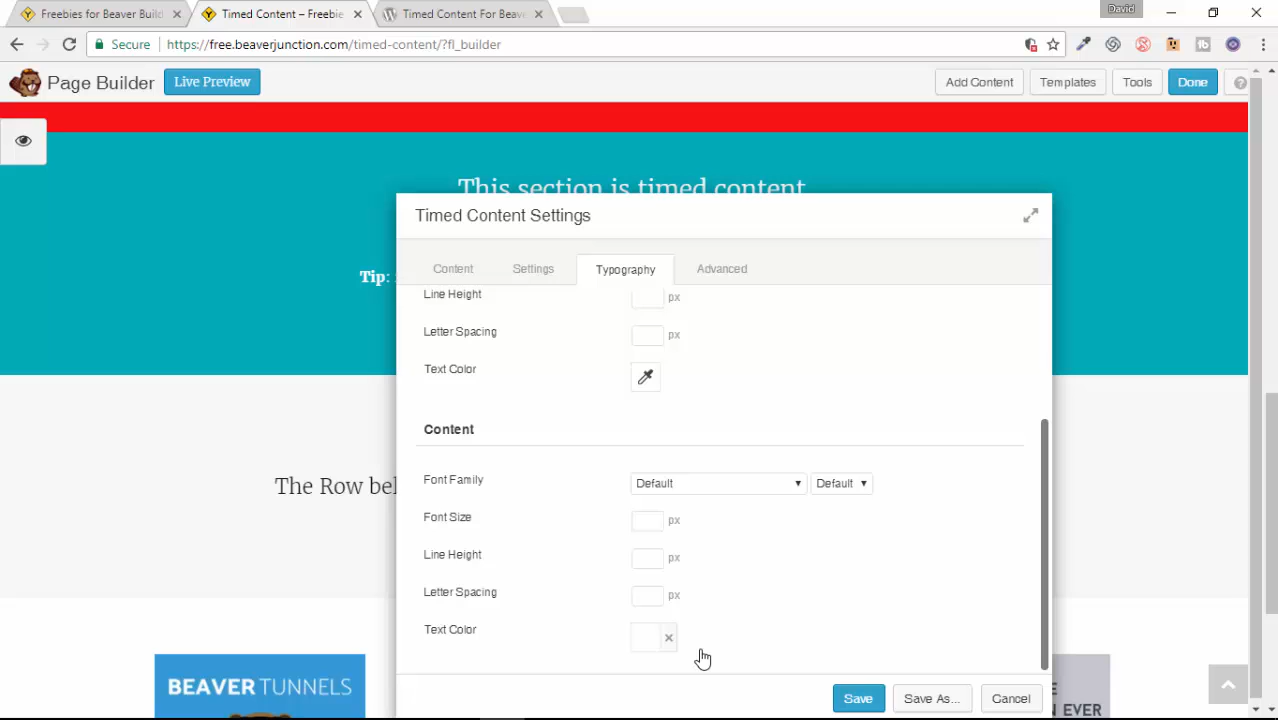 Freebies for Beaver Build
Timed Content – Freebie
Timed Content For Beave
David
Secure
https://free.beaverjunction.com/timed-content/?fl_builder
Page Builder
Live Preview
Add Content
Templates
Tools
Done
This section is timed content
Timed Content Settings
Content
Settings
Typography
Advanced
Tip:
Line Height
px
Letter Spacing
px
Text Color
Content
Font Family
Default
Default
The Row bel
Font Size
px
Line Height
px
Letter Spacing
px
Text Color
BEAVER TUNNELS
EVER
Save
Save As...
Cancel